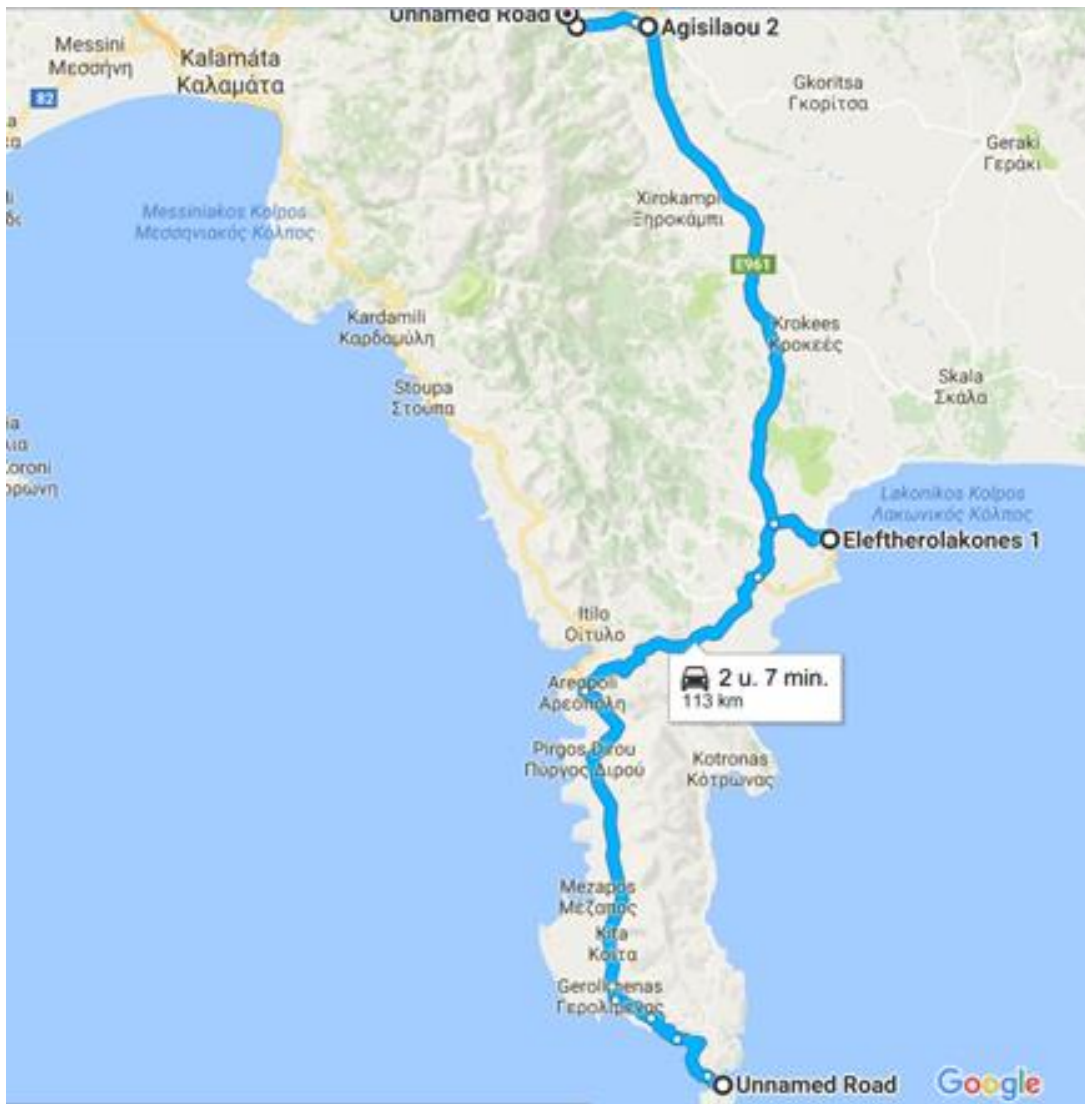 Unnamed Road
Agisilaou 2
Messini
Μεσσήνη
Kalamáta
Καλαμάτα
82
Gkoritsa
Γκορίτσα
Geraki
Γεράκι
Messiniakos Kolpos
Μεσσηνιακός Κόλπος
Xirokampi
Ξηροκάμπι
E961
Kardamili
Καρδαμύλη
Krokees
Κροκεές
Stoupa
Στούπα
Skala
Σκάλα
Koroni
Lakonikos Kolpos
Λακωνικός Κόλπος
Eleftherolakones 1
Itilo
Οίτυλο
2 u. 7 min.
113 km
Areopoli
Αρεόπολη
Pirgos Dirou
Πύργος Διρού
Kotronas
Κότρωνας
Mezapos
Μέζαπος
Kita
Κοίτα
Gerolimenas
Γερολιμένας
Unnamed Road
Google